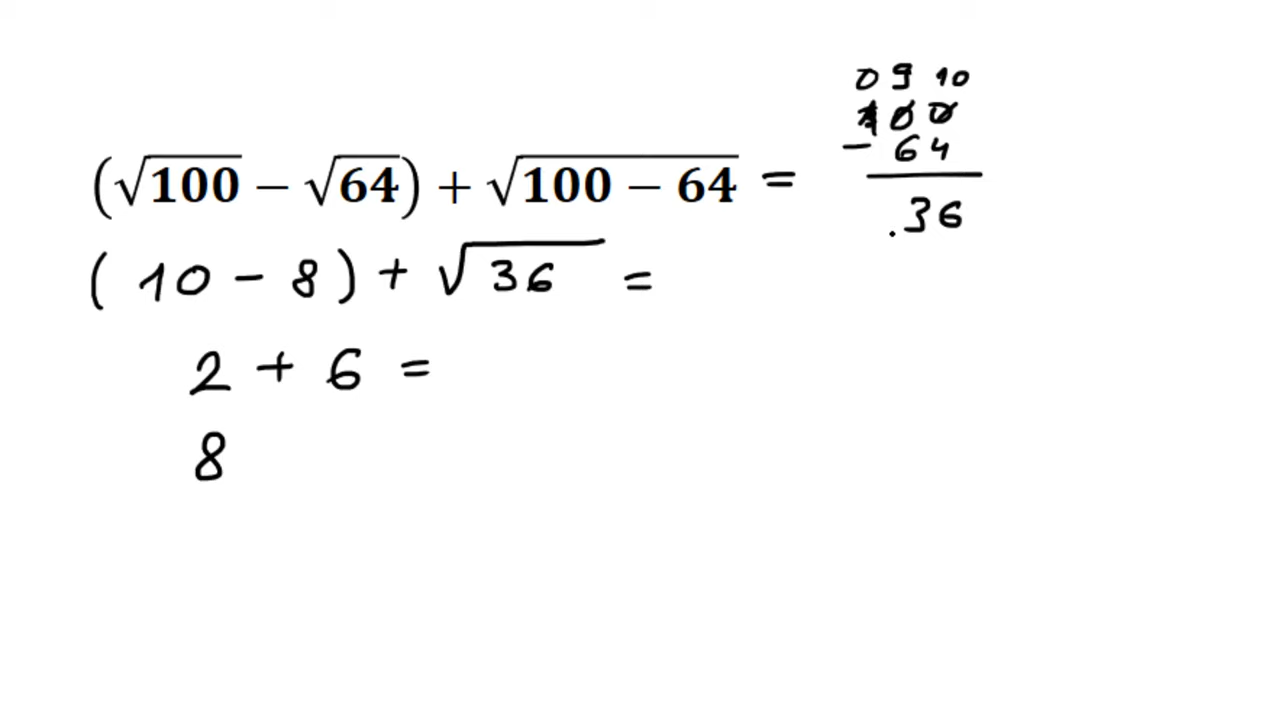 (√100 − √64) + √100 − 64 =
( 10 - 8 ) + √36 =
2 + 6 =
8
0 9 10
100
- 64
.36